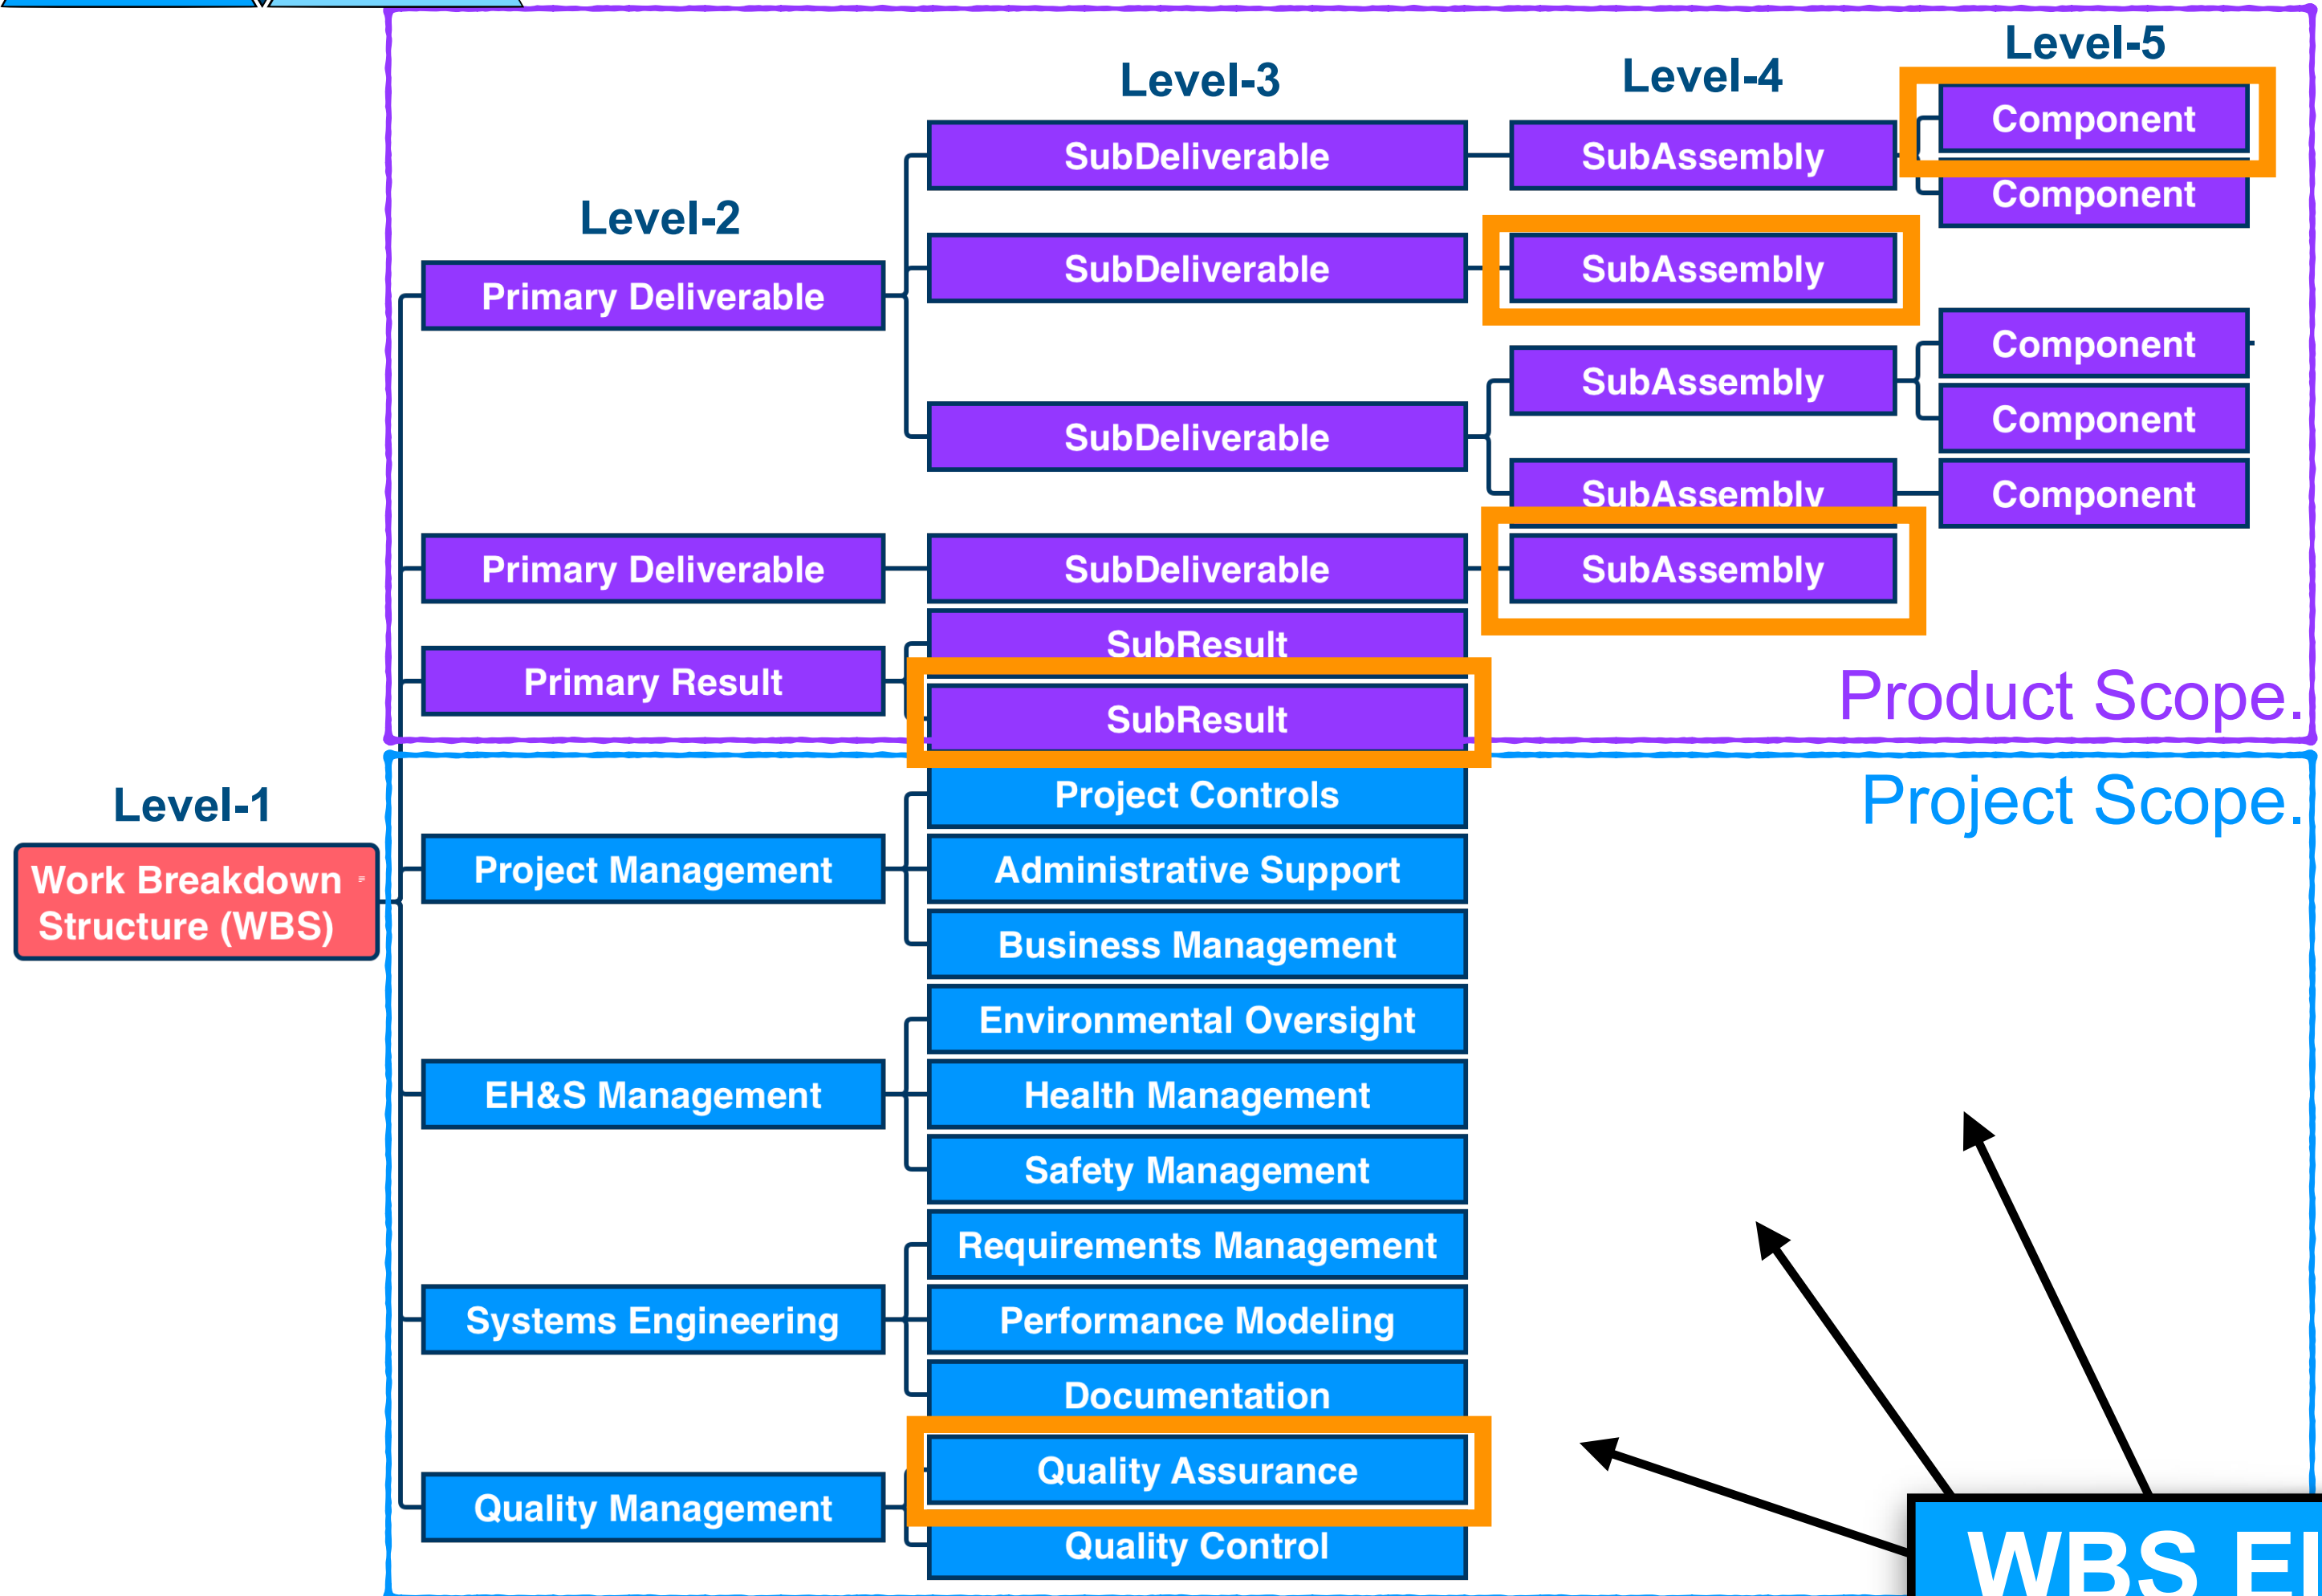 Level-5
Level-3
Level-4
Component
SubDeliverable
SubAssembly
Component
Level-2
SubDeliverable
SubAssembly
Primary Deliverable
Component
SubAssembly
Component
SubDeliverable
SubAssembly
Component
Primary Deliverable
SubDeliverable
SubAssembly
SubResult
Primary Result
SubResult
Product Scope.
Project Scope.
Level-1
Project Controls
Work Breakdown
Structure (WBS)
Project Management
Administrative Support
Business Management
Environmental Oversight
EH&S Management
Health Management
Safety Management
Requirements Management
Systems Engineering
Performance Modeling
Documentation
Quality Assurance
Quality Management
Quality Control
WBS